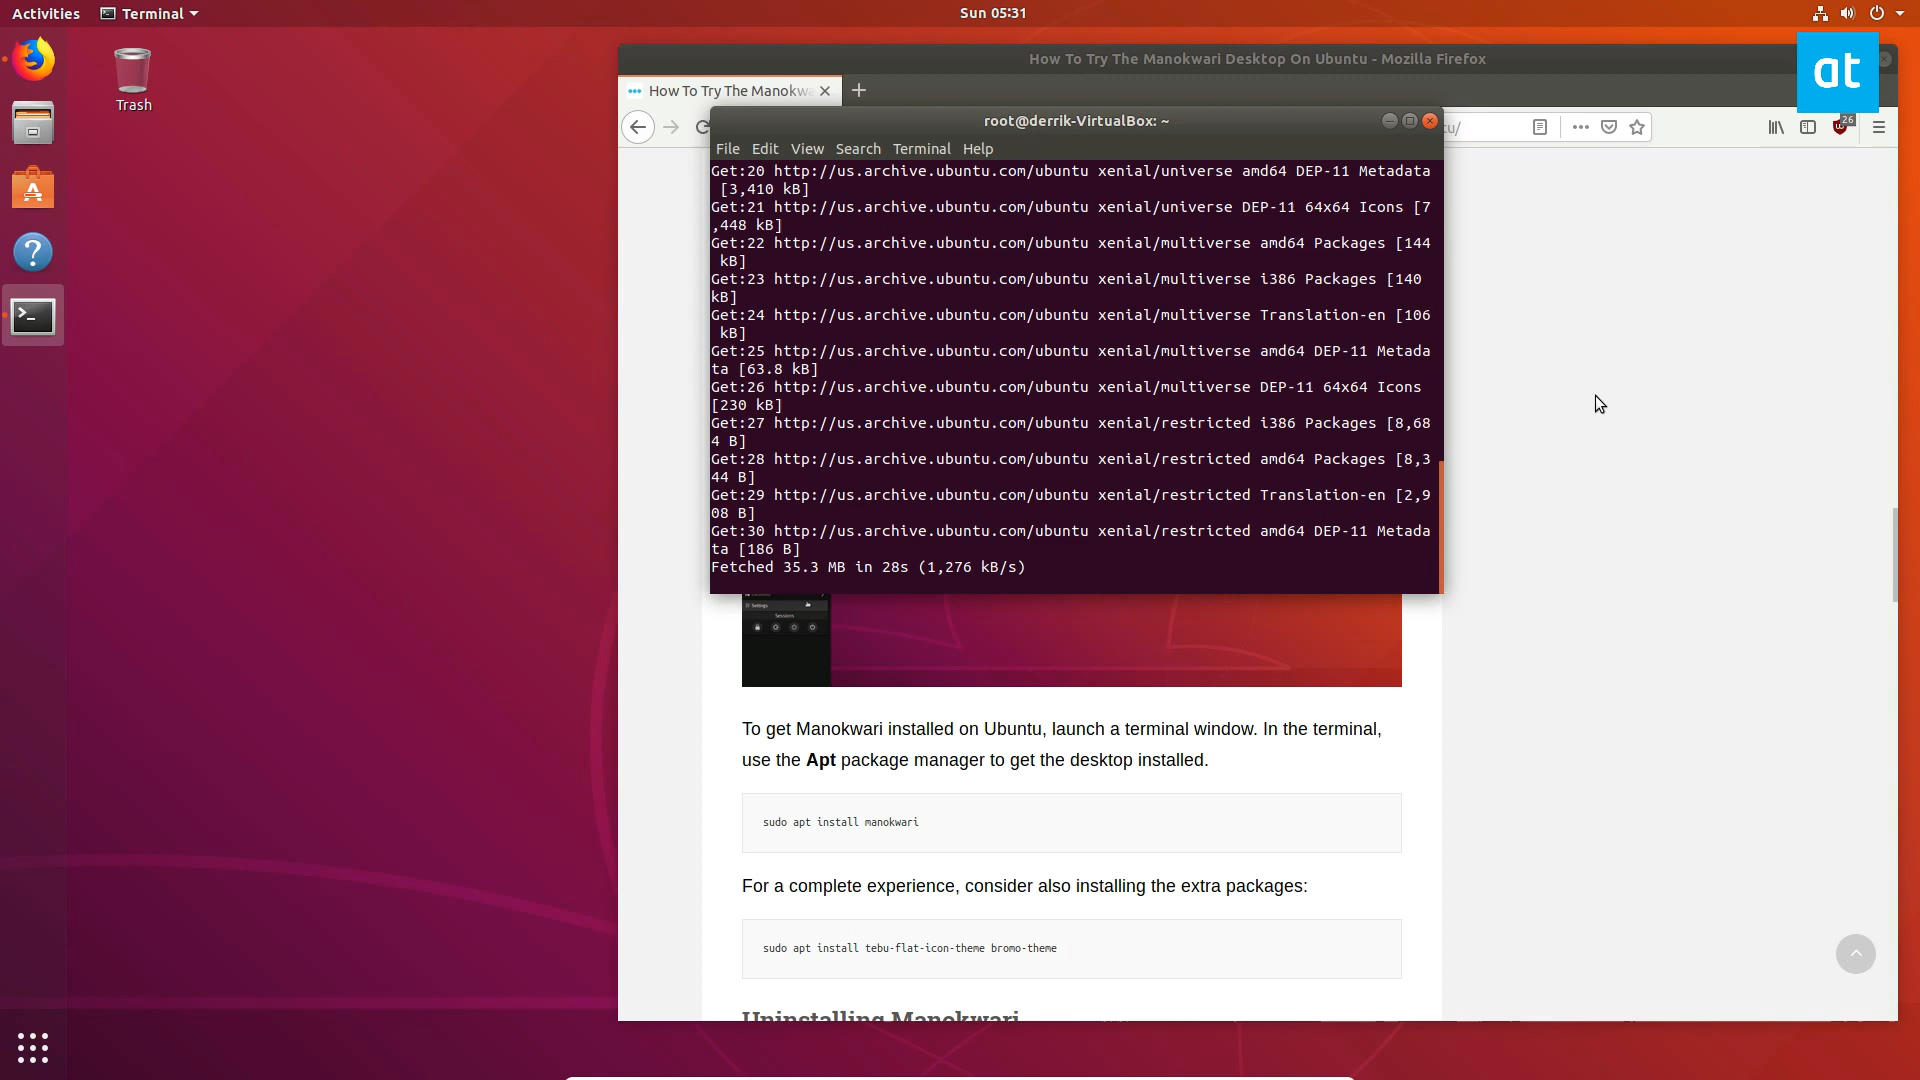 Activities
Terminal
Sun 05:31
Trash
How To Try The Manokwari Desktop On Ubuntu - Mozilla Firefox
at
How To Try The Manokwa
tu/
26
root@derrik-VirtualBox: ~
File Edit View Search Terminal Help
Get:20 http://us.archive.ubuntu.com/ubuntu xenial/universe amd64 DEP-11 Metadata
[3,410 kB]
Get:21 http://us.archive.ubuntu.com/ubuntu xenial/universe DEP-11 64x64 Icons [7
,448 kB]
Get:22 http://us.archive.ubuntu.com/ubuntu xenial/multiverse amd64 Packages [144
kB]
Get:23 http://us.archive.ubuntu.com/ubuntu xenial/multiverse i386 Packages [140
kB]
Get:24 http://us.archive.ubuntu.com/ubuntu xenial/multiverse Translation-en [106
kB]
Get:25 http://us.archive.ubuntu.com/ubuntu xenial/multiverse amd64 DEP-11 Metada
ta [63.8 kB]
Get:26 http://us.archive.ubuntu.com/ubuntu xenial/multiverse DEP-11 64x64 Icons
[230 kB]
Get:27 http://us.archive.ubuntu.com/ubuntu xenial/restricted i386 Packages [8,68
4 B]
Get:28 http://us.archive.ubuntu.com/ubuntu xenial/restricted amd64 Packages [8,3
44 B]
Get:29 http://us.archive.ubuntu.com/ubuntu xenial/restricted Translation-en [2,9
08 B]
Get:30 http://us.archive.ubuntu.com/ubuntu xenial/restricted amd64 DEP-11 Metada
ta [186 B]
Fetched 35.3 MB in 28s (1,276 kB/s)
Settings
Sessions
To get Manokwari installed on Ubuntu, launch a terminal window. In the terminal,
use the Apt package manager to get the desktop installed.
sudo apt install manokwari
For a complete experience, consider also installing the extra packages:
sudo apt install tebu-flat-icon-theme bromo-theme
Uninstalling Manokwari